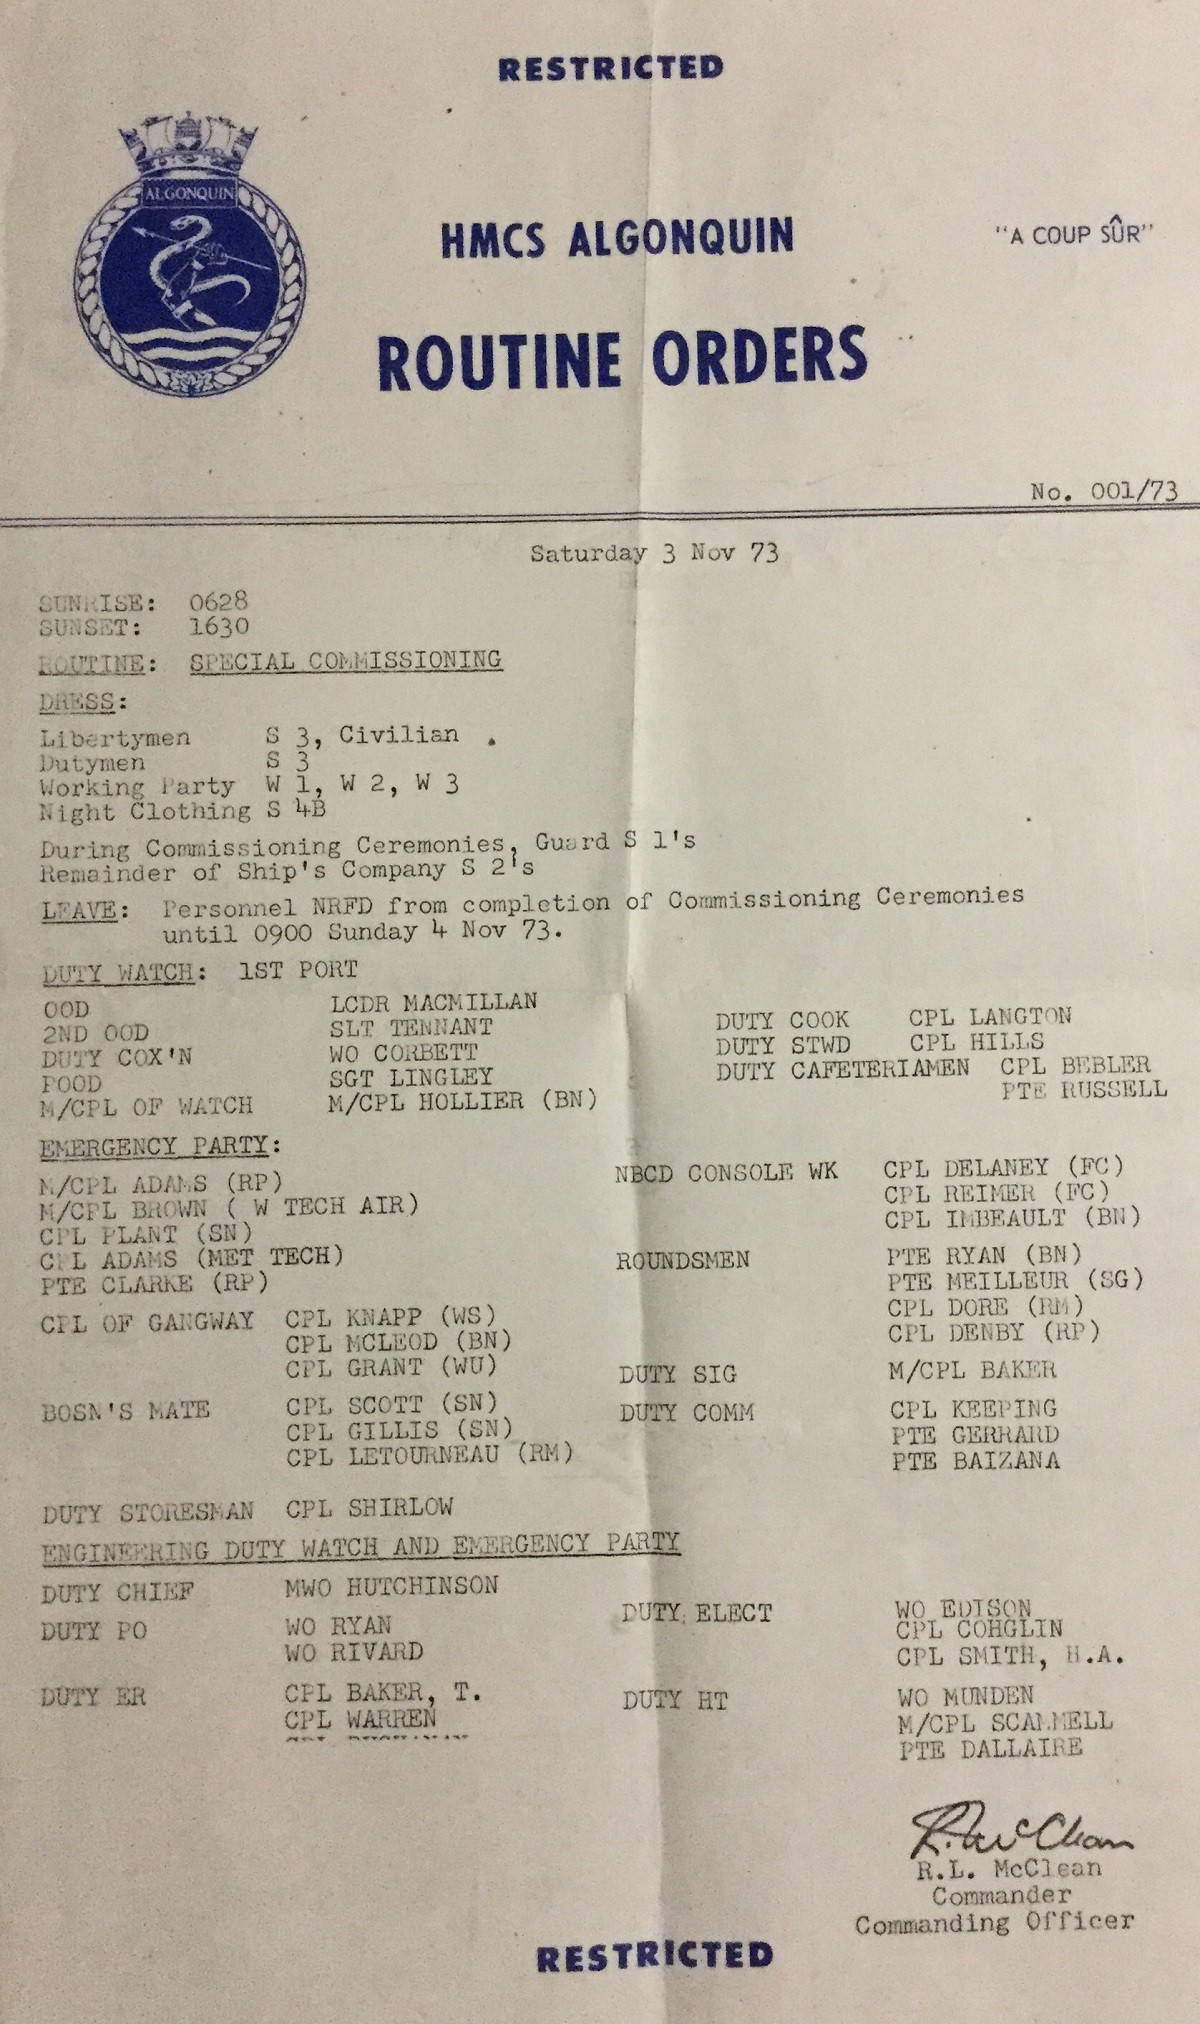 RESTRICTED
ALGONQUIN
HMCS ALGONQUIN
"A COUP SÛR"
ROUTINE ORDERS
No. 001/73
Saturday 3 Nov 73
SUNRISE: 0628
SUNSET: 1630
ROUTINE: SPECIAL COMMISSIONING
DRESS:
Libertymen S 3, Civilian .
Dutymen S 3
Working Party W 1, W 2, W 3
Night Clothing S 4B
During Commissioning Ceremonies, Guard S 1's
Remainder of Ship's Company S 2's
LEAVE: Personnel NRFD from completion of Commissioning Ceremonies
until 0900 Sunday 4 Nov 73.
DUTY WATCH: 1ST PORT
OOD LCDR MACMILLAN
2ND OOD SLT TENNANT
DUTY COX'N WO CORBETT
POOD SGT LINGLEY
M/CPL OF WATCH M/CPL HOLLIER (BN)
DUTY COOK CPL LANGTON
DUTY STWD CPL HILLS
DUTY CAFETERIAMEN CPL BEBLER
PTE RUSSELL
EMERGENCY PARTY:
M/CPL ADAMS (RP)
M/CPL BROWN ( W TECH AIR)
CPL PLANT (SN)
CPL ADAMS (MET TECH)
PTE CLARKE (RP)
CPL OF GANGWAY CPL KNAPP (WS)
CPL MCLEOD (BN)
CPL GRANT (WU)
BOSN'S MATE CPL SCOTT (SN)
CPL GILLIS (SN)
CPL LETOURNEAU (RM)
DUTY STORESMAN CPL SHIRLOW
NBCD CONSOLE WK CPL DELANEY (FC)
CPL REIMER (FC)
CPL IMBEAULT (BN)
ROUNDSMEN PTE RYAN (BN)
PTE MEILLEUR (SG)
CPL DORE (RM)
CPL DENBY (RP)
DUTY SIG M/CPL BAKER
DUTY COMM CPL KEEPING
PTE GERRARD
PTE BAIZANA
ENGINEERING DUTY WATCH AND EMERGENCY PARTY
DUTY CHIEF MWO HUTCHINSON
DUTY PO WO RYAN
WO RIVARD
DUTY ER CPL BAKER, T.
CPL WARREN
DUTY ELECT WO EDISON
CPL COHGLIN
CPL SMITH, H.A.
DUTY HT WO MUNDEN
M/CPL SCAMMELL
PTE DALLAIRE
R. McClean
R.L. McClean
Commander
Commanding Officer
RESTRICTED